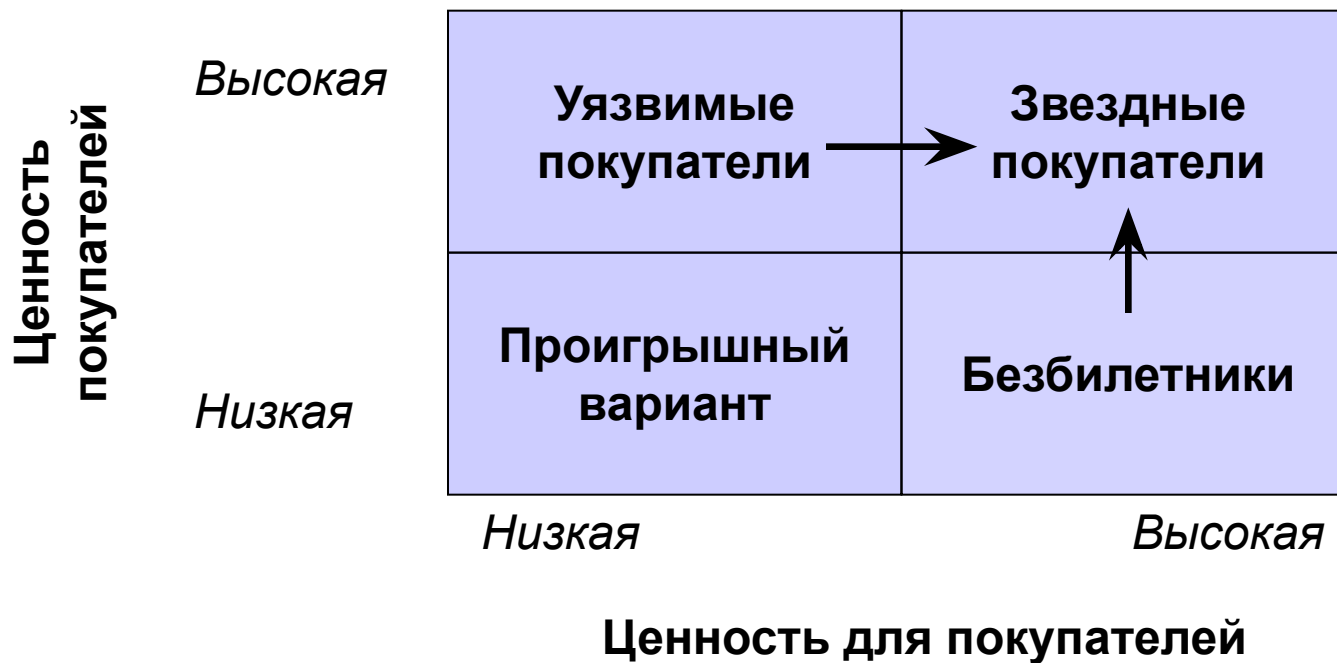 Ценность
покупателей
Высокая
Уязвимые
покупатели
Звездные
покупатели
Низкая
Проигрышный
вариант
Безбилетники
Низкая
Высокая
Ценность для покупателей